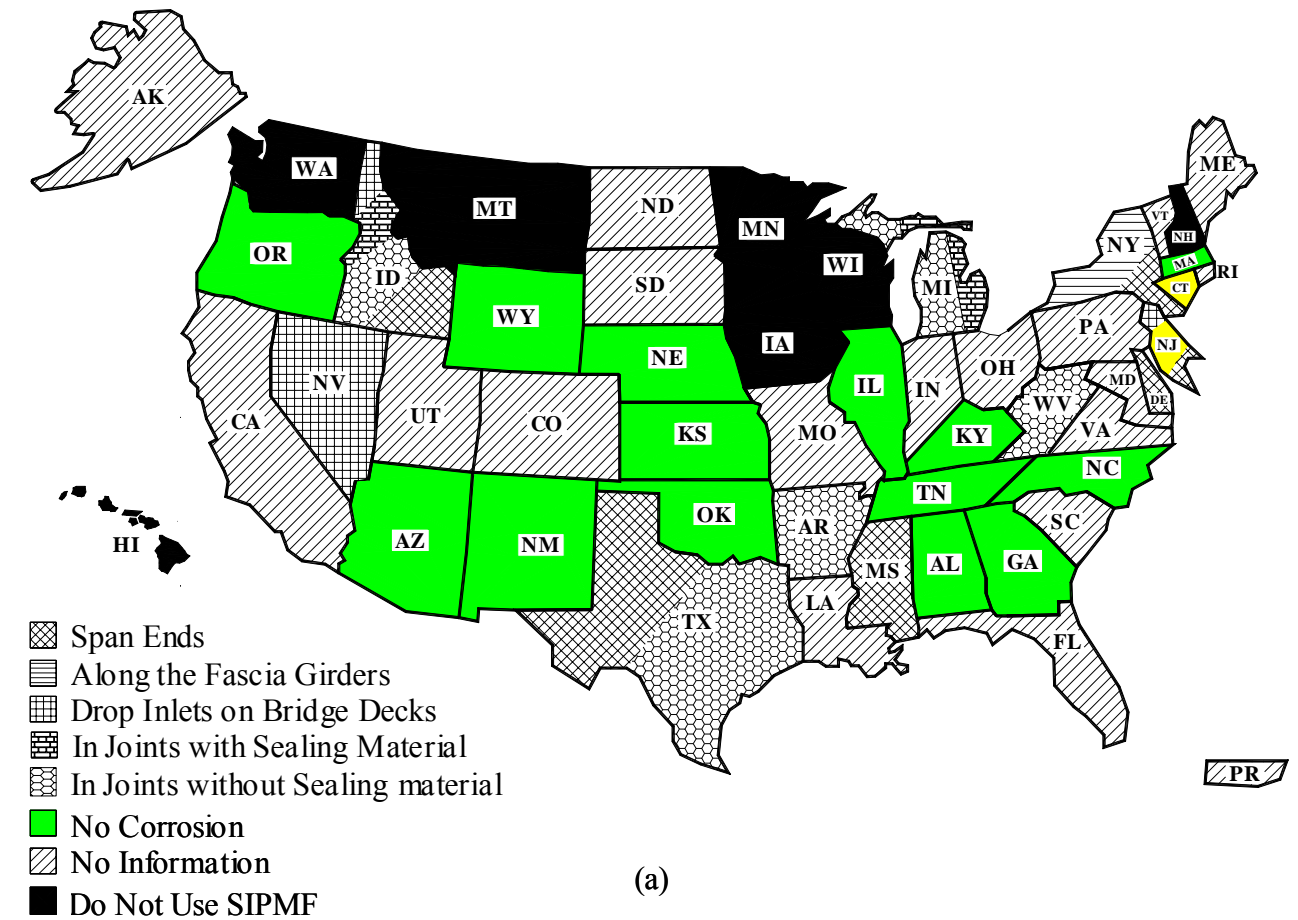 AK
WA
MT
ND
MN
ME
VT
NH
OR
ID
SD
WI
MI
NY
MA
RI
CT
WY
IA
PA
NJ
NE
NV
UT
CO
IL
IN
OH
MD
DE
WV
CA
KS
MO
KY
VA
NC
TN
HI
AZ
NM
OK
AR
SC
MS
AL
GA
LA
TX
FL
PR
Span Ends
Along the Fascia Girders
Drop Inlets on Bridge Decks
In Joints with Sealing Material
In Joints without Sealing material
No Corrosion
No Information
Do Not Use SIPMF
(a)